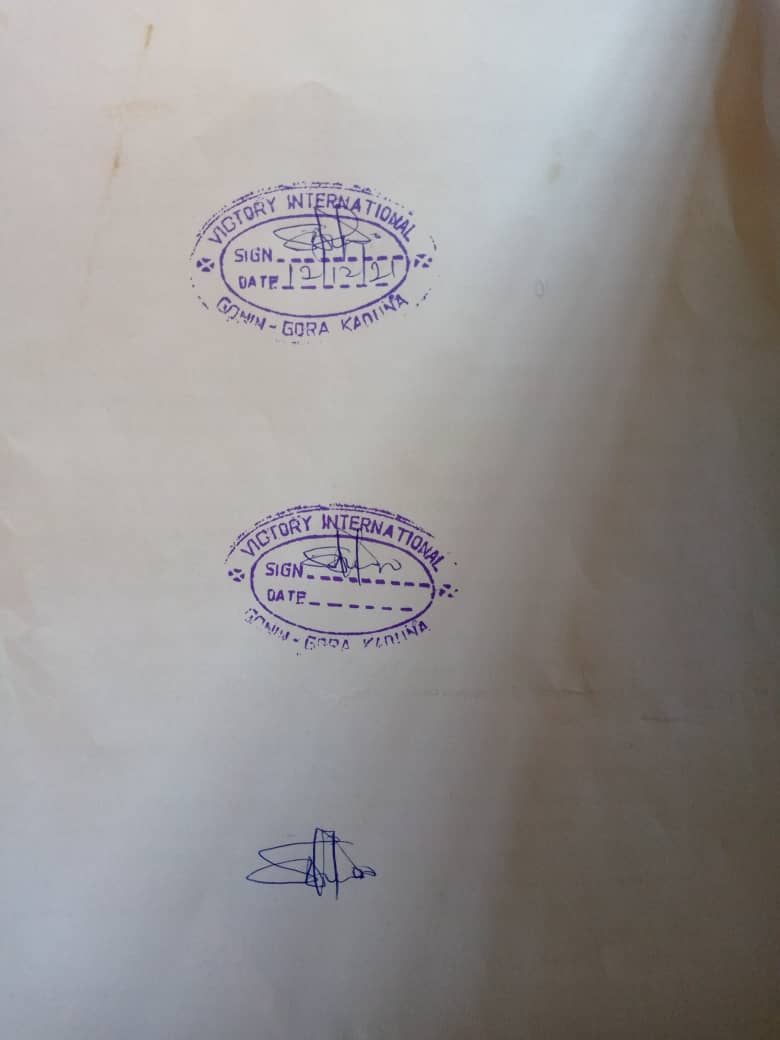 VICTORY INTERNATIONAL
SIGN
DATE 12/12/21
GONIN-GORA KADUNA
VICTORY INTERNATIONAL
SIGN
DATE
GONIN-GORA KADUNA